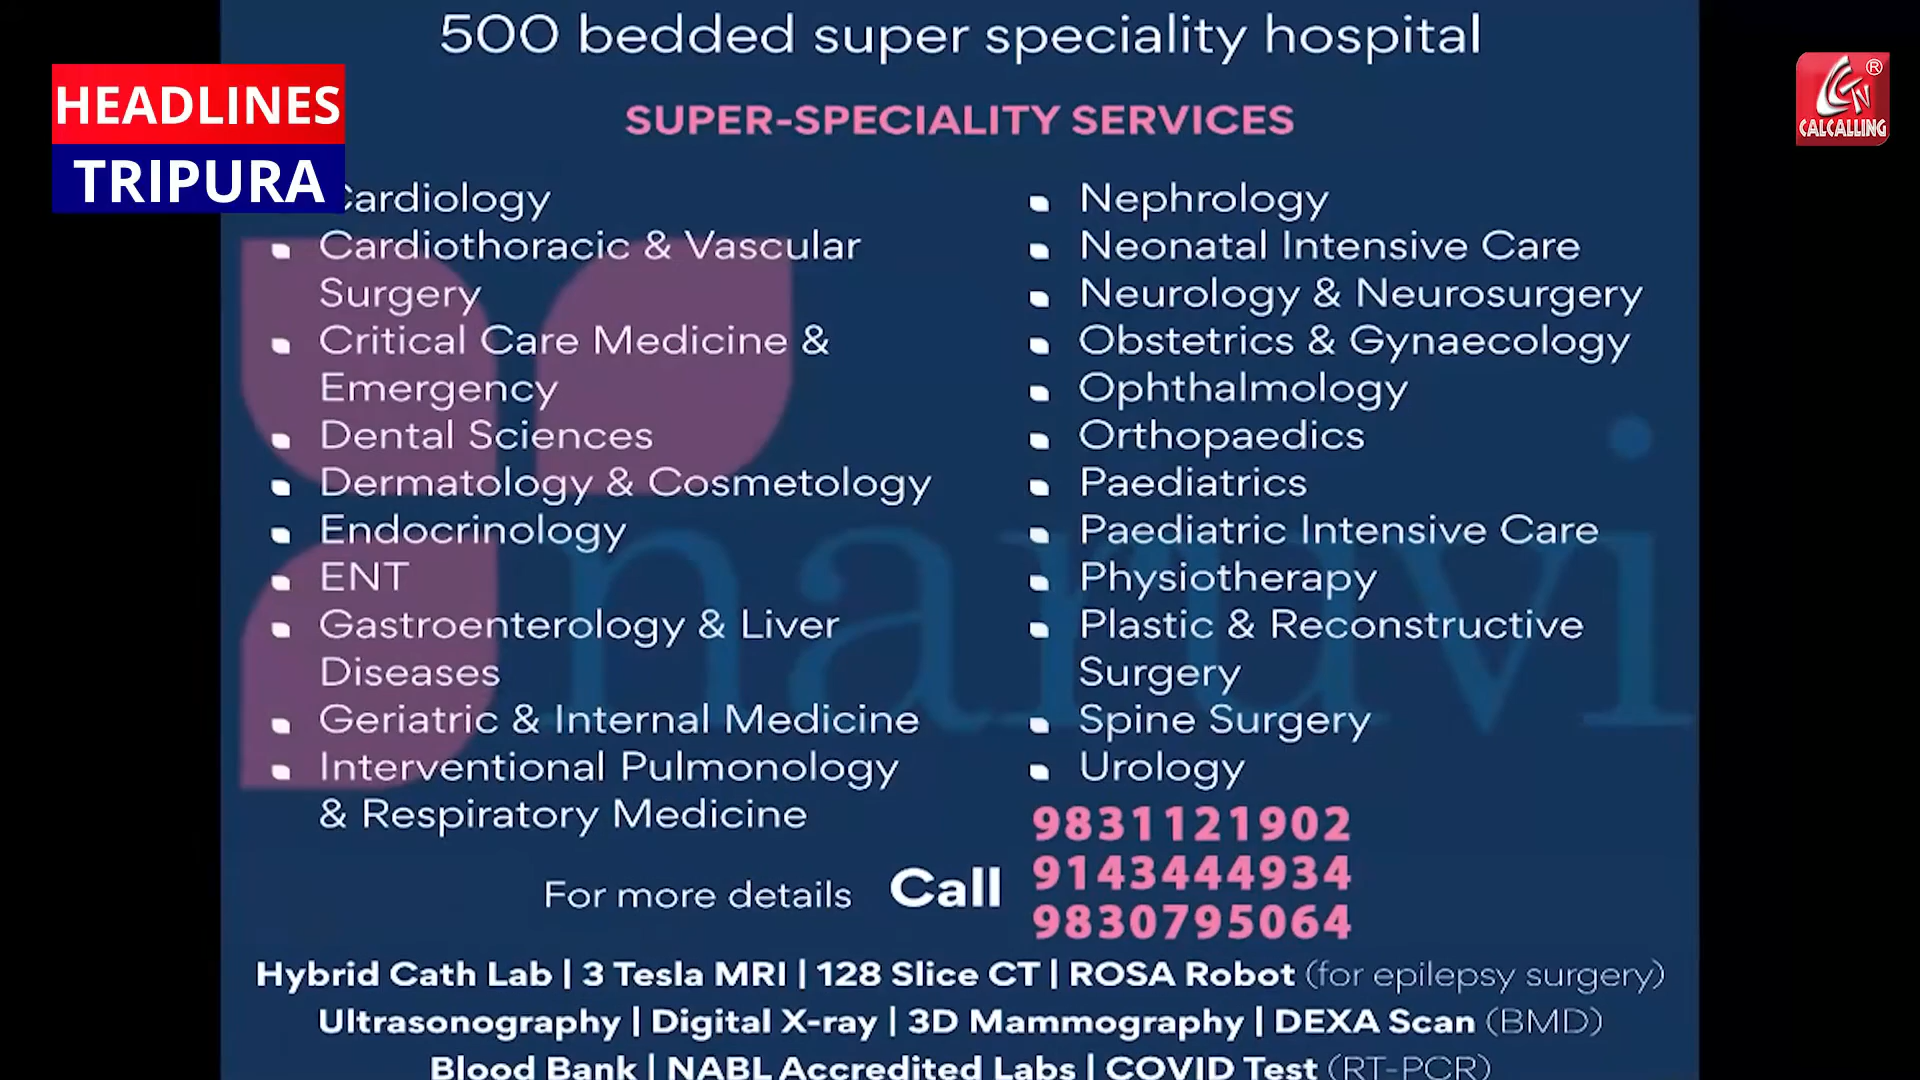 500 bedded super speciality hospital
HEADLINES
TRIPURA
CALCALLING
TV
®
SUPER-SPECIALITY SERVICES
Cardiology
Cardiothoracic & Vascular
Surgery
Critical Care Medicine &
Emergency
Dental Sciences
Dermatology & Cosmetology
Endocrinology
ENT
Gastroenterology & Liver
Diseases
Geriatric & Internal Medicine
Interventional Pulmonology
& Respiratory Medicine
Nephrology
Neonatal Intensive Care
Neurology & Neurosurgery
Obstetrics & Gynaecology
Ophthalmology
Orthopaedics
Paediatrics
Paediatric Intensive Care
Physiotherapy
Plastic & Reconstructive
Surgery
Spine Surgery
Urology
naruvi
For more details Call
9831121902
9143444934
9830795064
Hybrid Cath Lab | 3 Tesla MRI | 128 Slice CT | ROSA Robot (for epilepsy surgery)
Ultrasonography | Digital X-ray | 3D Mammography | DEXA Scan (BMD)
Blood Bank | NABL Accredited Labs | COVID Test (RT-PCR)